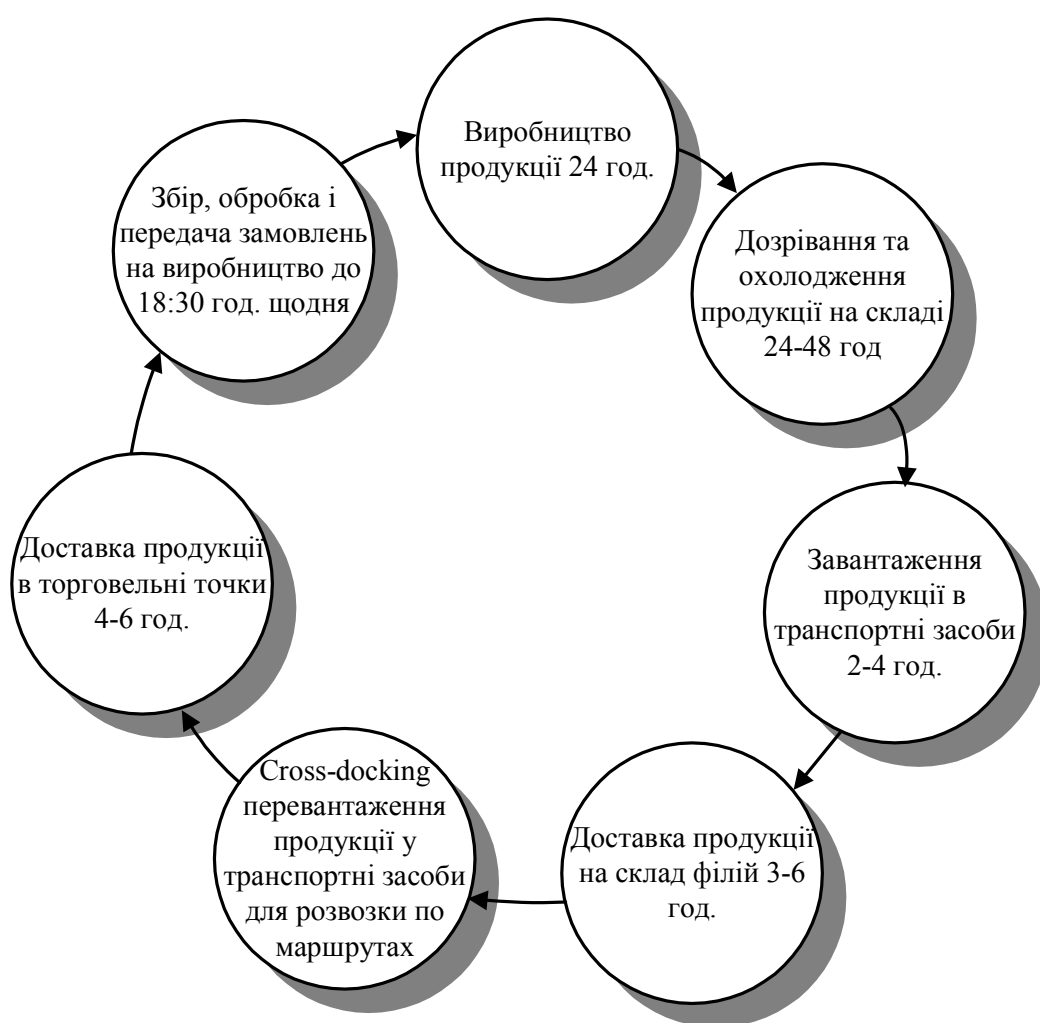 Виробництво
продукції 24 год.
Збір, обробка і
передача замовлень
на виробництво до
18:30 год. щодня
Дозрівання та
охолодження
продукції на складі
24-48 год
Завантаження
продукції в
транспортні засоби
2-4 год.
Доставка продукції
на склад філій 3-6
год.
Cross-docking
перевантаження
продукції у
транспортні засоби
для розвозки по
маршрутах
Доставка продукції
в торговельні точки
4-6 год.